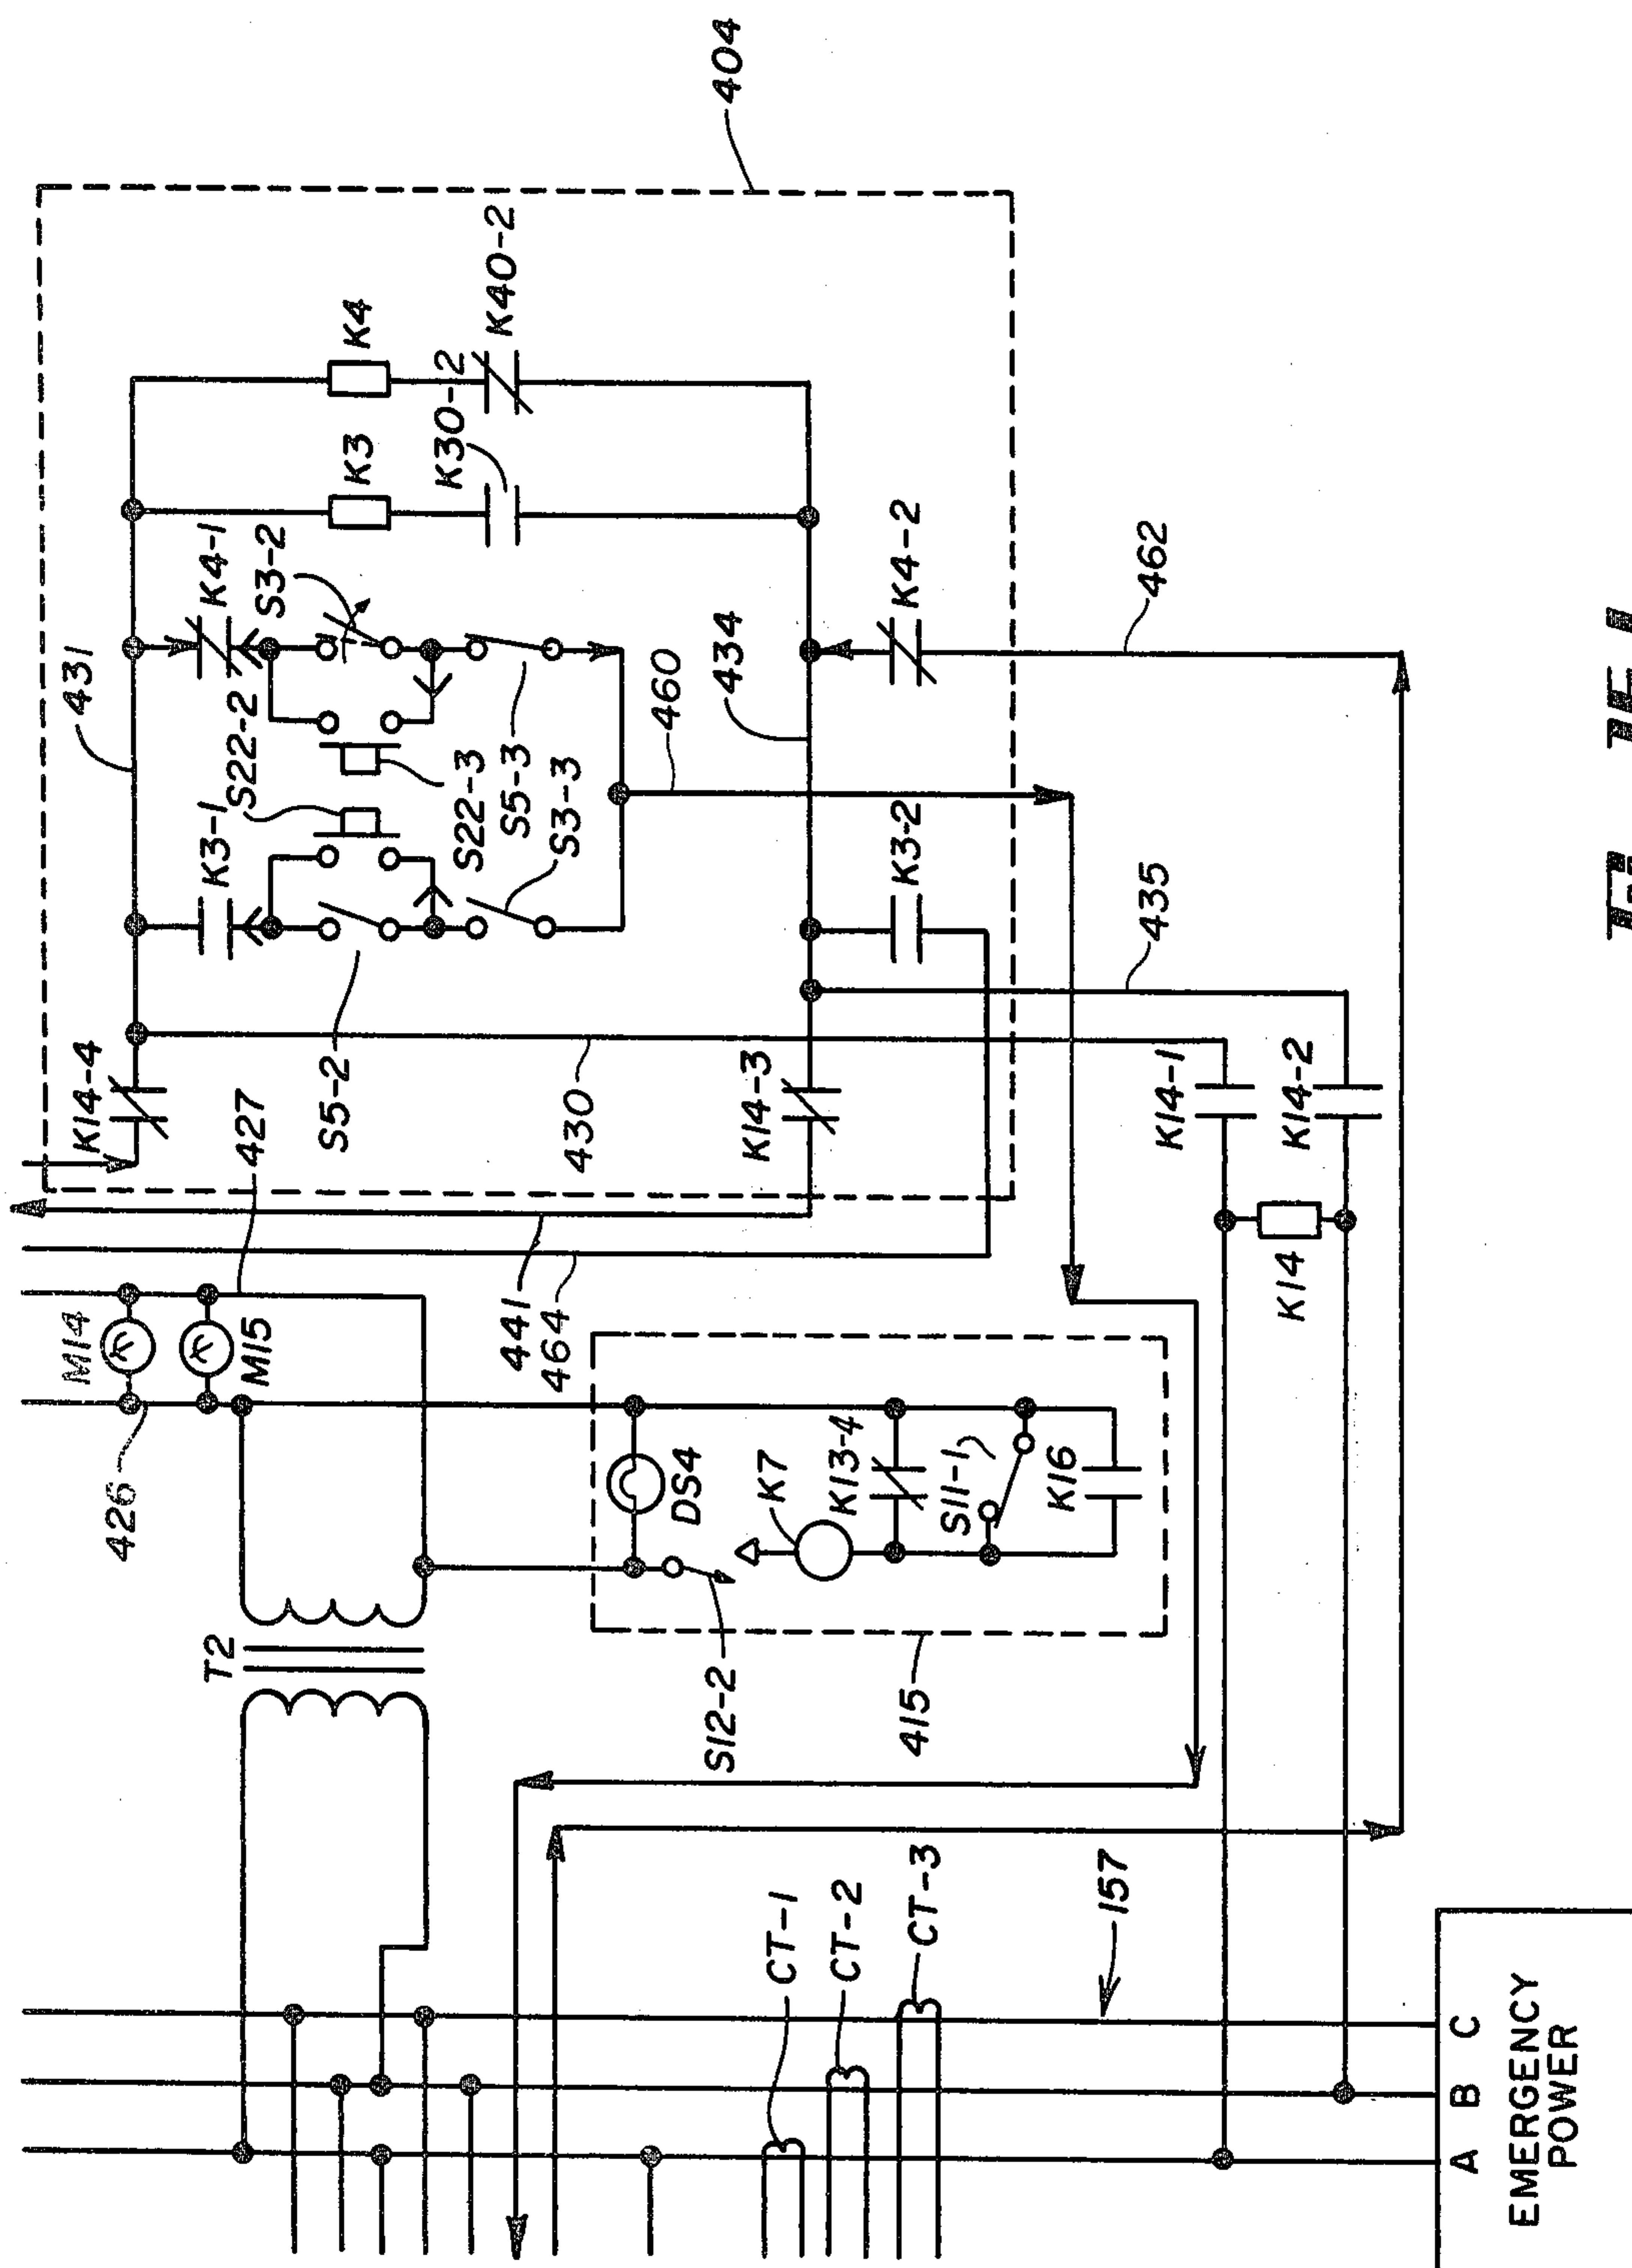 404
431
K4-1
S3-2
K3
K4
K30-2
K40-2
S22-2
K3-1
S22-3
S5-3
S3-3
K14-4
427
S5-2
430
K14-3
460
434
K3-2
K4-2
435
462
K14-1
K14-2
K14
M14
M15
426
441
464
T2
DS4
K7
K13-4
S11-1
K16
S12-2
415
CT-1
CT-2
CT-3
157
A
B
C
EMERGENCY
POWER